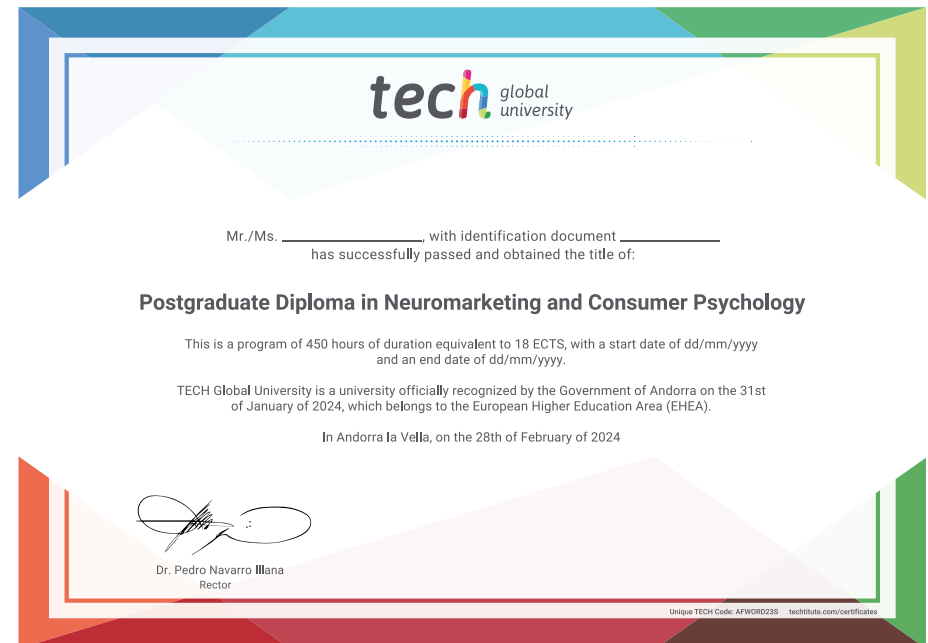 tech global university
Mr./Ms. ____________, with identification document ____________
has successfully passed and obtained the title of:
Postgraduate Diploma in Neuromarketing and Consumer Psychology
This is a program of 450 hours of duration equivalent to 18 ECTS, with a start date of dd/mm/yyyy
and an end date of dd/mm/yyyy.
TECH Global University is a university officially recognized by the Government of Andorra on the 31st
of January of 2024, which belongs to the European Higher Education Area (EHEA).
In Andorra la Vella, on the 28th of February of 2024
Dr. Pedro Navarro Illana
Rector
Unique TECH Code: AFWORD23S techtitute.com/certificates